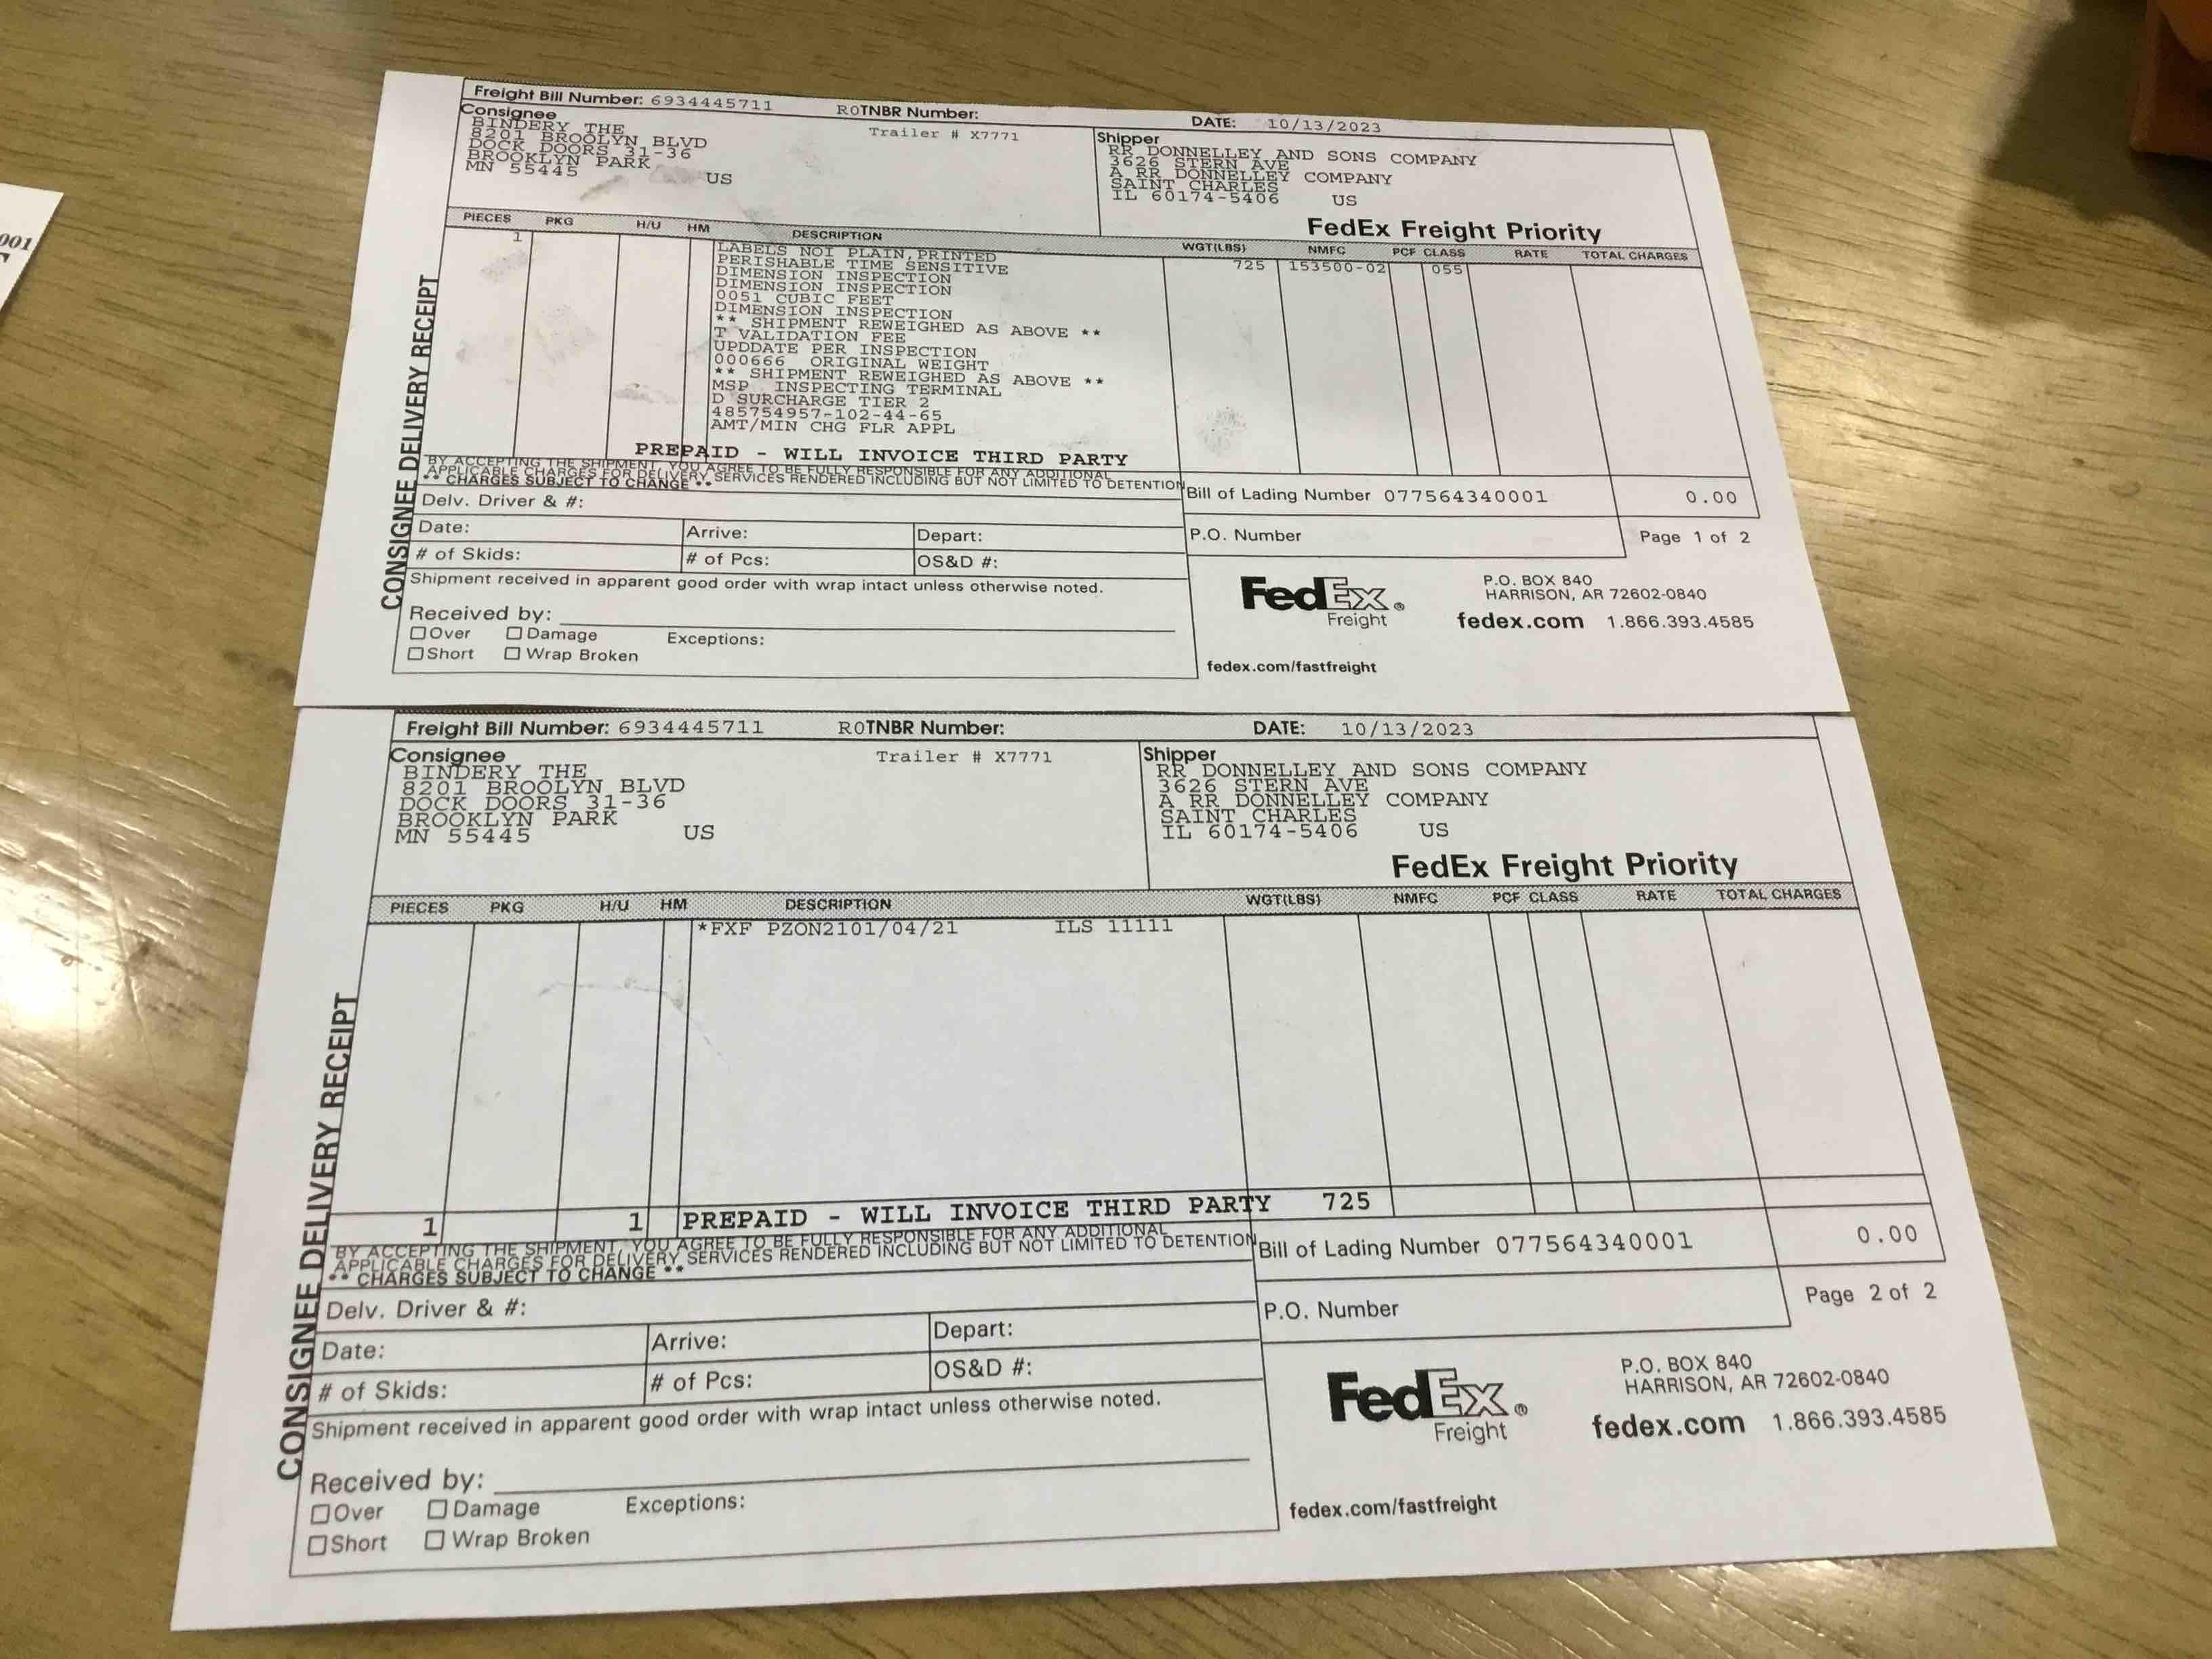 001
Freight Bill Number: 6934445711 R0TNBR Number: DATE: 10/13/2023
Consignee Trailer # X7771 Shipper
BINDERY THE
8201 BROOLYN BLVD
DOCK DOORS 31-36
BROOKLYN PARK
MN 55445 US
RR DONNELLEY AND SONS COMPANY
3626 STERN AVE
A RR DONNELLEY COMPANY
SAINT CHARLES
IL 60174-5406 US
FedEx Freight Priority
PIECES PKG H/U HM DESCRIPTION WGT(LBS) NMFC PCF CLASS RATE TOTAL CHARGES
1 LABELS NOT PLAIN,PRINTED 725 153500-02 055
PERISHABLE TIME SENSITIVE
DIMENSION INSPECTION
DIMENSION INSPECTION
0051 CUBIC FEET
DIMENSION INSPECTION
** SHIPMENT REWEIGHED AS ABOVE **
T VALIDATION FEE
UPDDATE PER INSPECTION
000666 ORIGINAL WEIGHT
** SHIPMENT REWEIGHED AS ABOVE **
MSP INSPECTING TERMINAL
D SURCHARGE TIER 2
485754957-102-44-65
AMT/MIN CHG FLR APPL
PREPAID - WILL INVOICE THIRD PARTY
BY ACCEPTING THE SHIPMENT, YOU AGREE TO BE FULLY RESPONSIBLE FOR ANY ADDITIONAL
APPLICABLE CHARGES FOR DELIVERY SERVICES RENDERED INCLUDING BUT NOT LIMITED TO DETENTION
** CHARGES SUBJECT TO CHANGE **
Bill of Lading Number 077564340001 0.00
Delv. Driver & #:
Date: Arrive: Depart:
P.O. Number Page 1 of 2
# of Skids: # of Pcs: OS&D #:
Shipment received in apparent good order with wrap intact unless otherwise noted.
Received by:
Over Damage Exceptions:
Short Wrap Broken
CONSIGNEE DELIVERY RECEIPT
FedEx®
Freight
P.O. BOX 840
HARRISON, AR 72602-0840
fedex.com 1.866.393.4585
fedex.com/fastfreight
Freight Bill Number: 6934445711 R0TNBR Number: DATE: 10/13/2023
Consignee Trailer # X7771 Shipper
BINDERY THE
8201 BROOLYN BLVD
DOCK DOORS 31-36
BROOKLYN PARK
MN 55445 US
RR DONNELLEY AND SONS COMPANY
3626 STERN AVE
A RR DONNELLEY COMPANY
SAINT CHARLES
IL 60174-5406 US
FedEx Freight Priority
PIECES PKG H/U HM DESCRIPTION WGT(LBS) NMFC PCF CLASS RATE TOTAL CHARGES
*FXF PZON2101/04/21 ILS 11111
1 1 PREPAID - WILL INVOICE THIRD PARTY 725
BY ACCEPTING THE SHIPMENT, YOU AGREE TO BE FULLY RESPONSIBLE FOR ANY ADDITIONAL
APPLICABLE CHARGES FOR DELIVERY SERVICES RENDERED INCLUDING BUT NOT LIMITED TO DETENTION
** CHARGES SUBJECT TO CHANGE **
Bill of Lading Number 077564340001 0.00
Delv. Driver & #:
Date: Arrive: Depart:
P.O. Number Page 2 of 2
# of Skids: # of Pcs: OS&D #:
Shipment received in apparent good order with wrap intact unless otherwise noted.
Received by:
Over Damage Exceptions:
Short Wrap Broken
CONSIGNEE DELIVERY RECEIPT
FedEx®
Freight
P.O. BOX 840
HARRISON, AR 72602-0840
fedex.com 1.866.393.4585
fedex.com/fastfreight